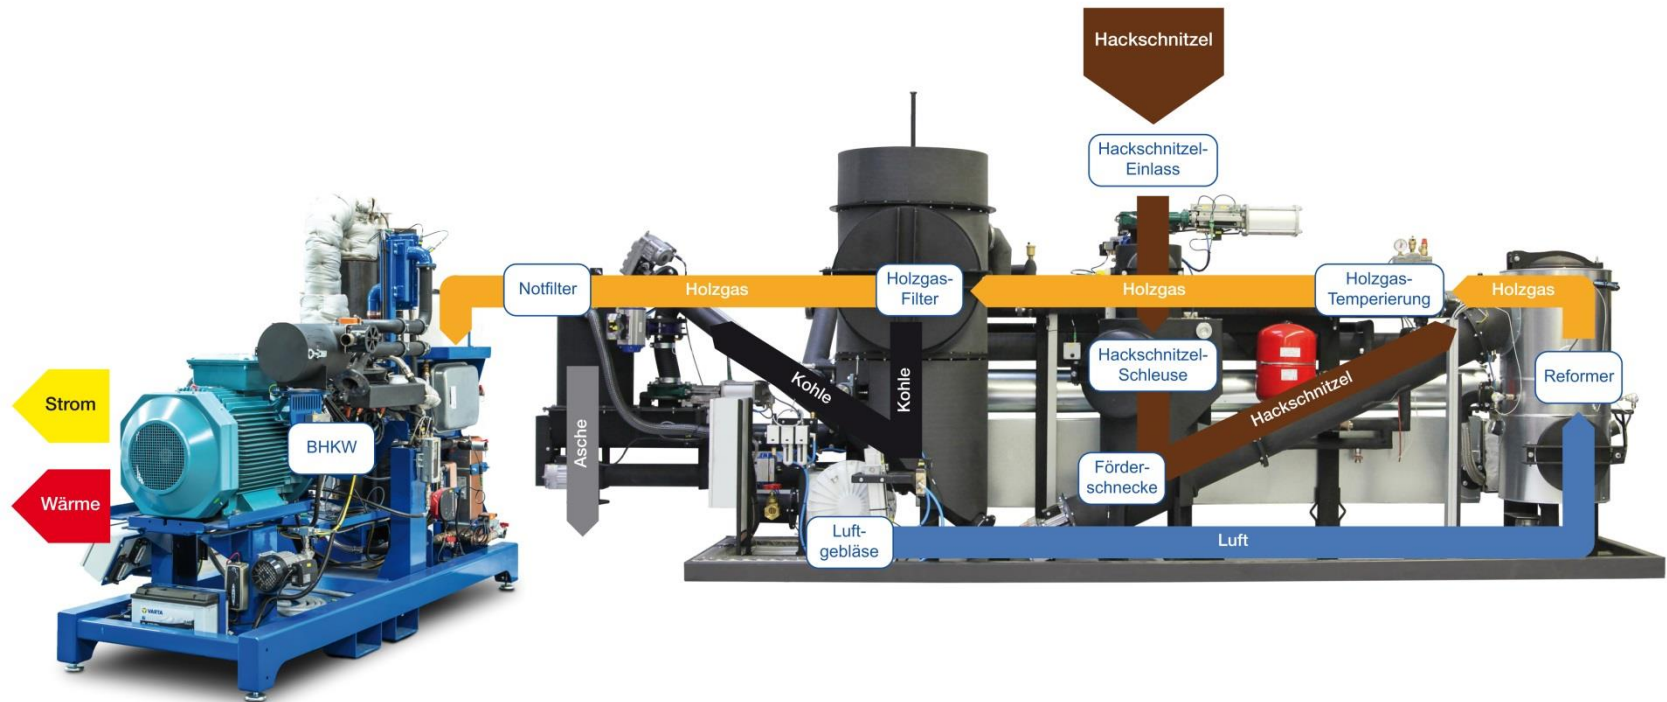 Hackschnitzel
Hackschnitzel-
Einlass
Notfilter
Holzgas
Holzgas-
Filter
Holzgas
Holzgas-
Temperierung
Holzgas
Hackschnitzel-
Schleuse
Reformer
Kohle
Kohle
Hackschnitzel
Strom
BHKW
Asche
Förder-
schnecke
Wärme
Luft-
gebläse
Luft
VARTA